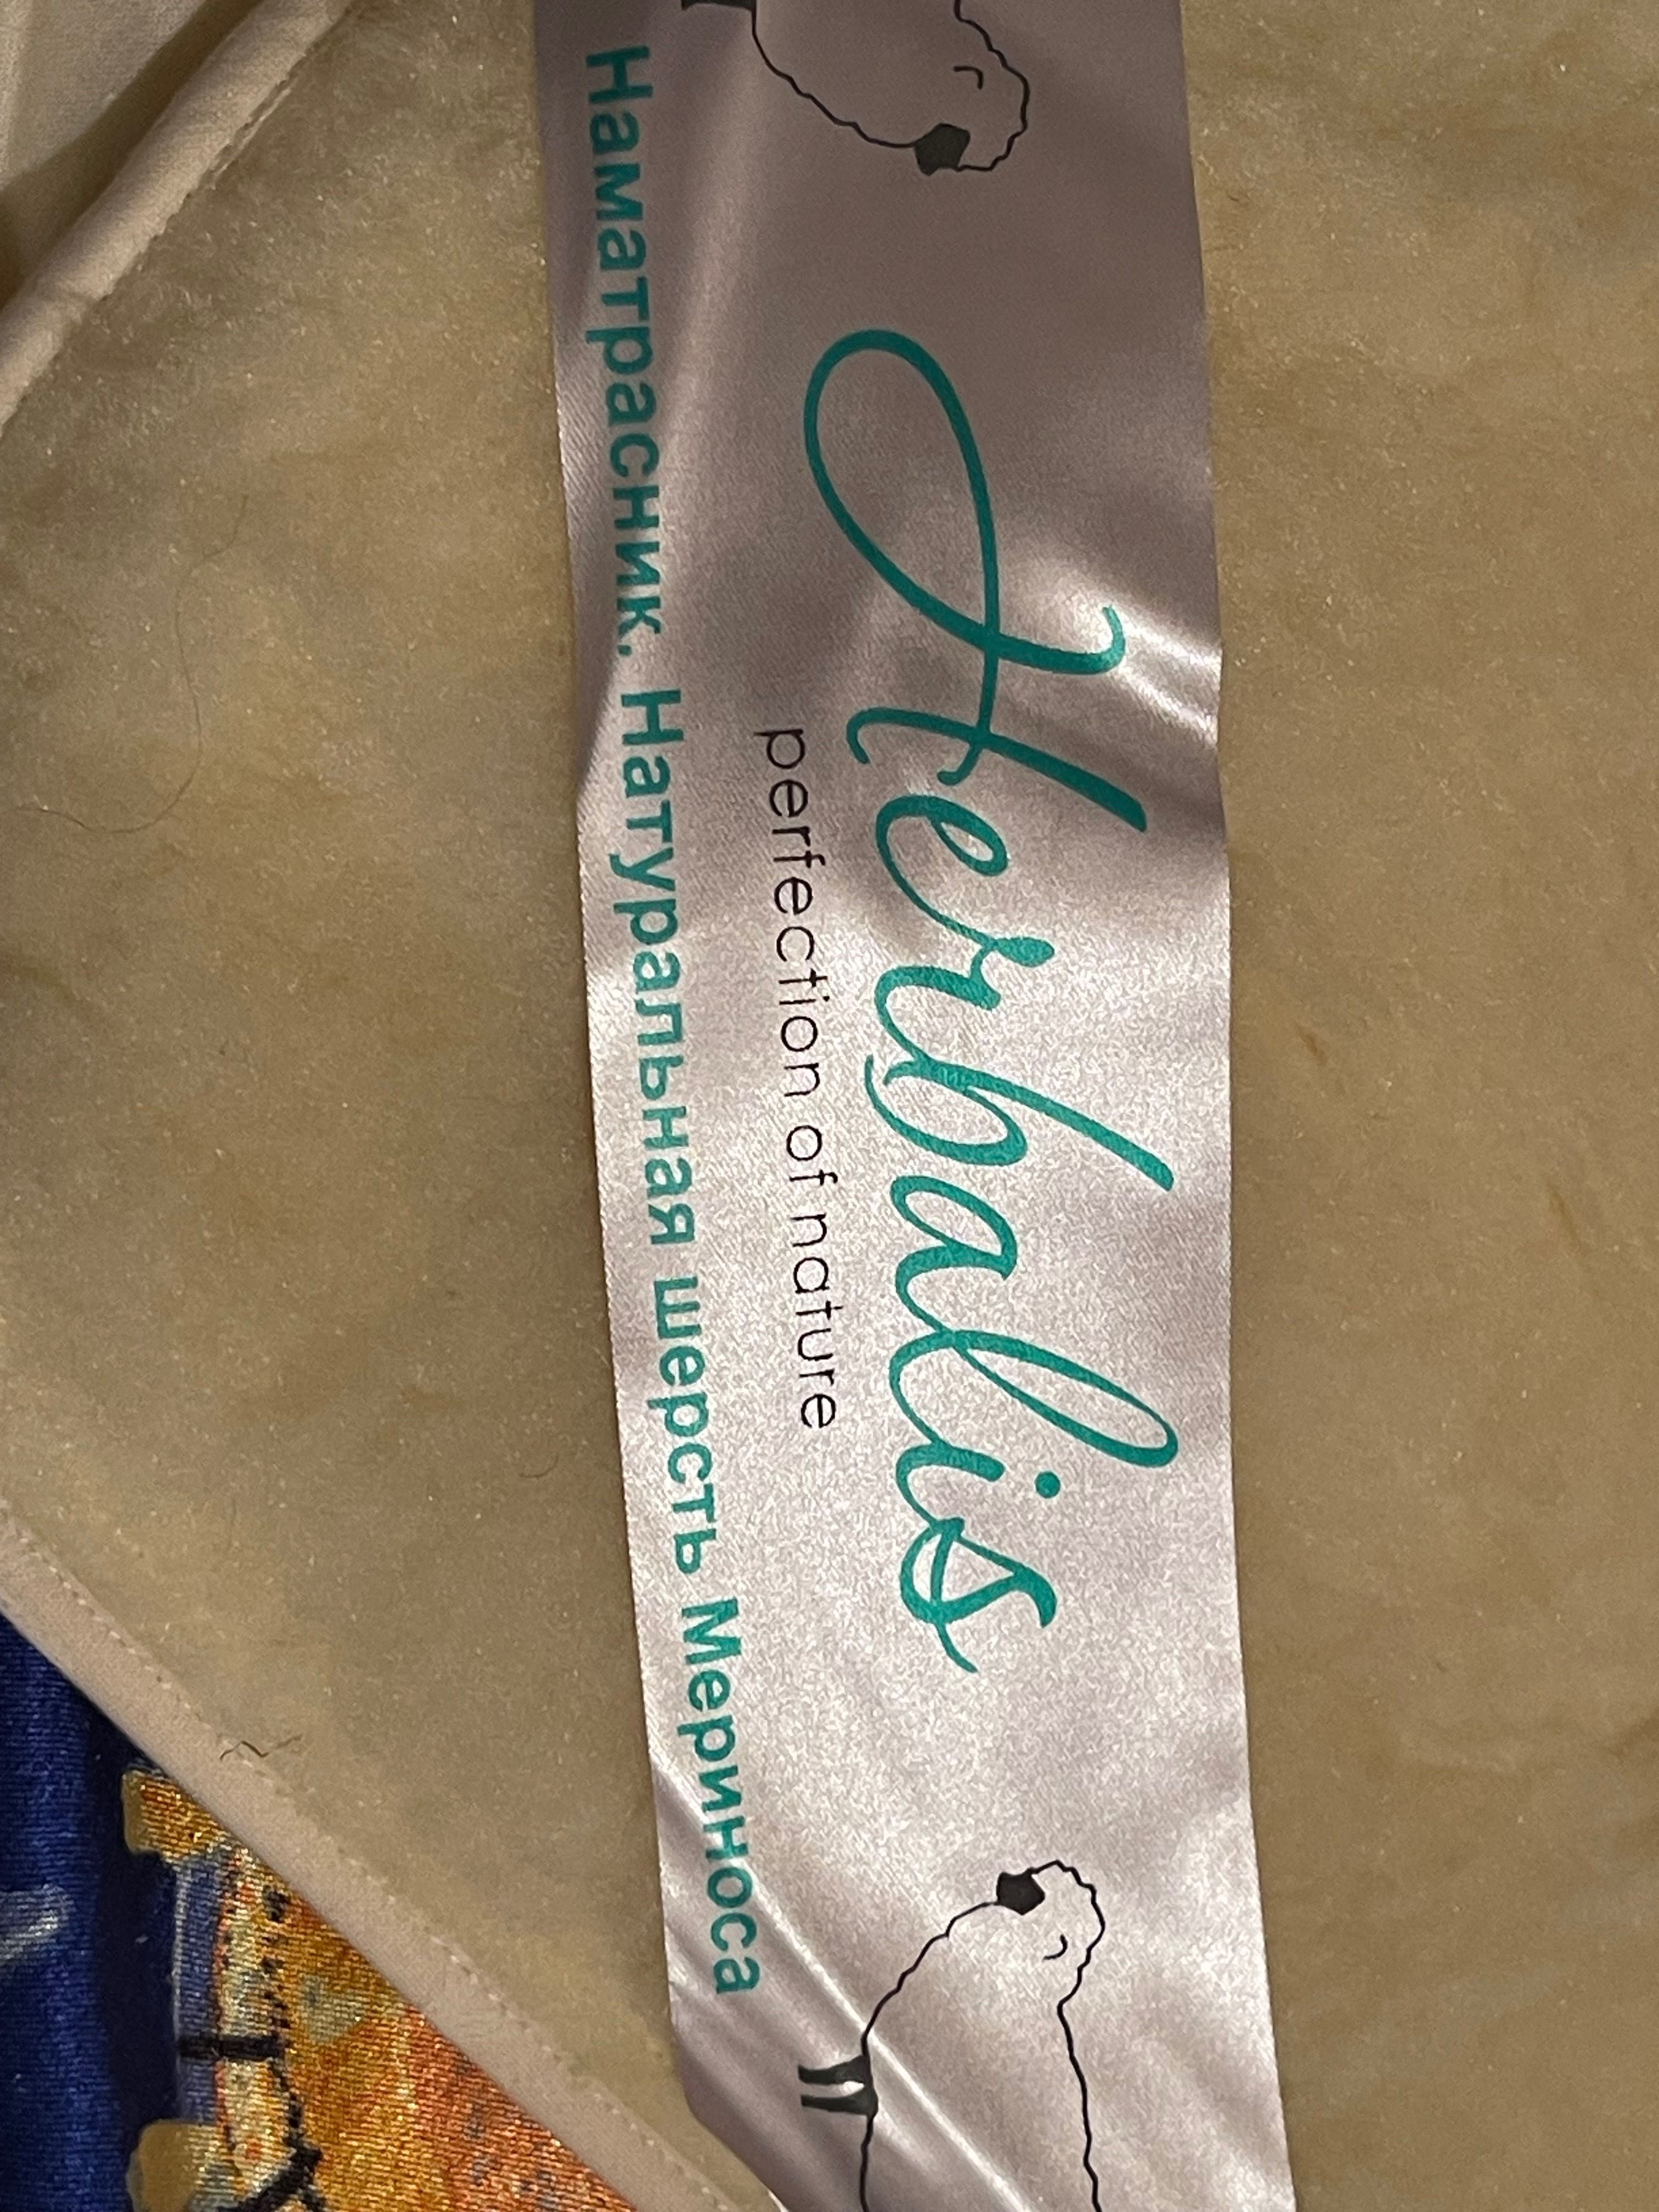 Herbalis
perfection of nature
Наматрасник. Натуральная шерсть Мериноса